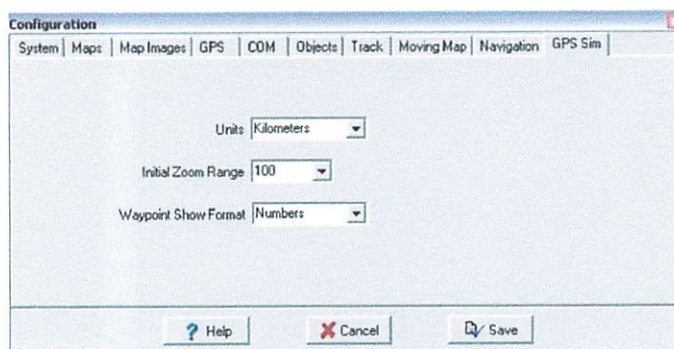 Configuration
System Maps Map Images GPS COM Objects Track Moving Map Navigation GPS Sim
Units Kilometers
Initial Zoom Range 100
Waypoint Show Format Numbers
? Help Cancel Save